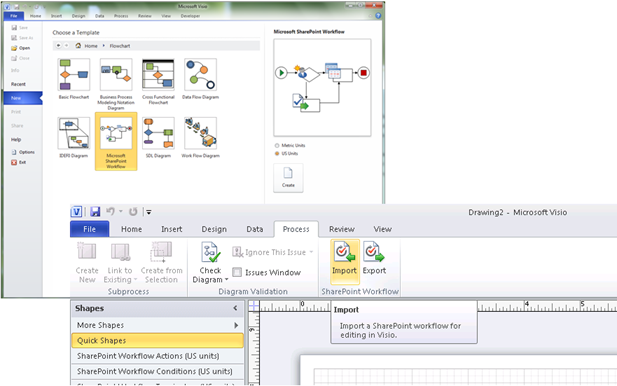 Microsoft Visio
File Home Insert Design Data Process Review View Developer
Save
Save As
Open
Close
Info
Recent
New
Print
Share
Help
Options
Exit
Choose a Template
Home Flowchart
Basic Flowchart
Business Process Modeling Notation Diagram
Cross Functional Flowchart
Data Flow Diagram
IDEF0 Diagram
Microsoft SharePoint Workflow
SDL Diagram
Work Flow Diagram
Microsoft SharePoint Workflow
Metric Units
US Units
Create
Drawing2 - Microsoft Visio
File Home Insert Design Data Process Review View
Create New
Link to Existing
Create from Selection
Subprocess
Check Diagram
Ignore This Issue
Issues Window
Diagram Validation
Import
Export
SharePoint Workflow
Shapes
More Shapes
Quick Shapes
SharePoint Workflow Actions (US units)
SharePoint Workflow Conditions (US units)
Import
Import a SharePoint workflow for
editing in Visio.
0 4 5